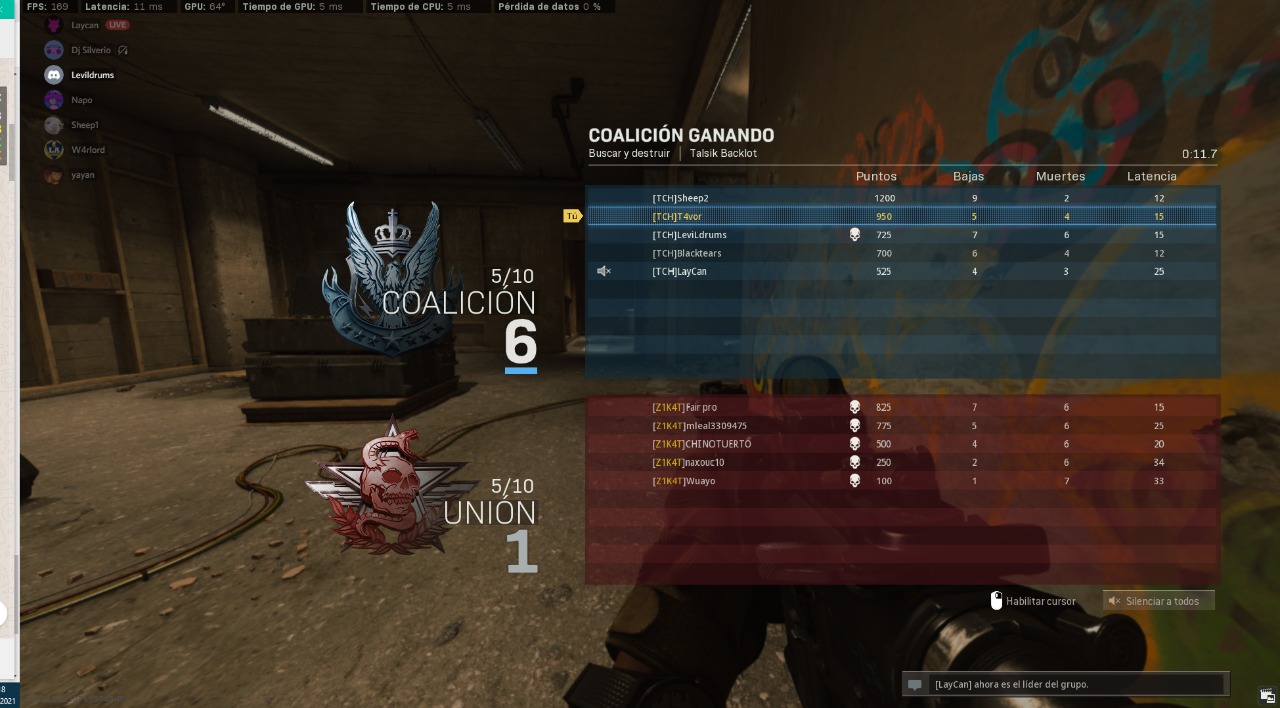 FPS: 169 Latencia: 11 ms GPU: 64° Tiempo de GPU: 5 ms Tiempo de CPU: 5 ms Pérdida de datos 0 %
Laycan LIVE
Dj Silverio
Levildrums
Napo
Sheep1
W4rlord
yayan
COALICIÓN GANANDO
Buscar y destruir | Talsik Backlot 0:11.7
Puntos Bajas Muertes Latencia
[TCH]Sheep2 1200 9 2 12
Tú [TCH]T4vor 950 5 4 15
[TCH]LeviLdrums 725 7 6 15
[TCH]Blacktears 700 6 4 12
[TCH]LayCan 525 4 3 25
5/10
COALICIÓN
6
[Z1K4T]Fair pro 825 7 6 15
[Z1K4T]mleal3309475 775 5 6 25
[Z1K4T]CHINOTUERTO 500 4 6 20
[Z1K4T]naxouc10 250 2 6 34
[Z1K4T]Wuayo 100 1 7 33
5/10
UNIÓN
1
Habilitar cursor Silenciar a todos
[LayCan] ahora es el líder del grupo.
2021